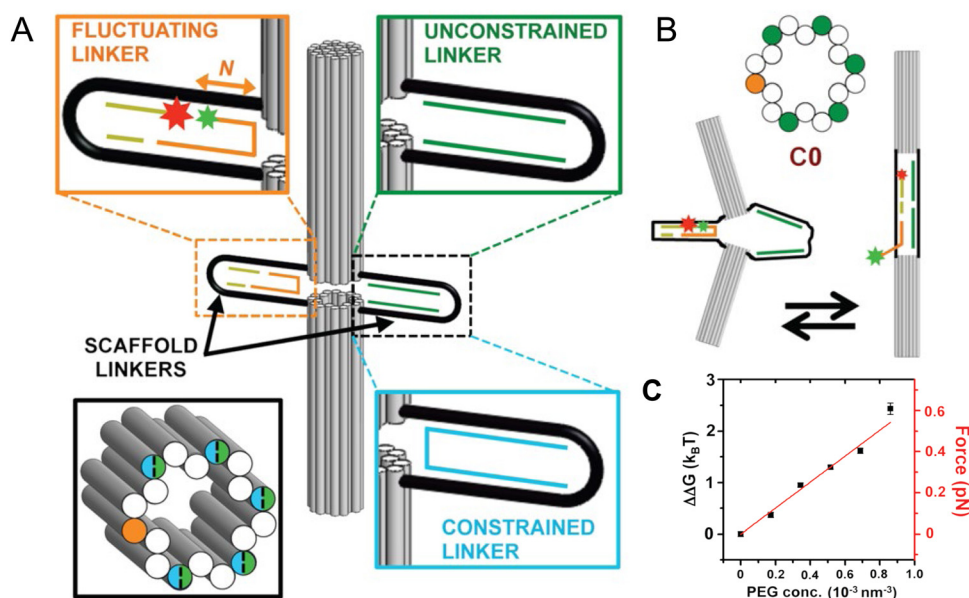 A
FLUCTUATING
LINKER
N
UNCONSTRAINED
LINKER
SCAFFOLD
LINKERS
CONSTRAINED
LINKER
B
C0
C
3
2
1
0
ΔΔG (kBT)
0.6
0.4
0.2
0
Force (pN)
0 0.2 0.4 0.6 0.8 1.0
PEG conc. (10⁻³ nm⁻³)